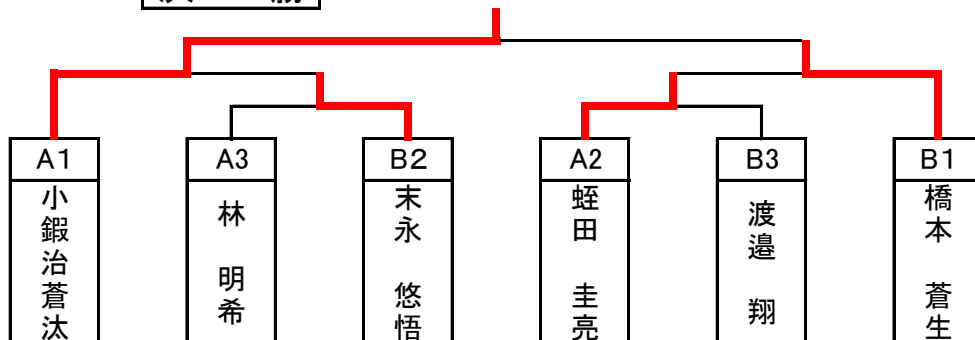 A1
A3
B2
A2
B3
B1
小鍜治蒼汰
林 明希
末永 悠悟
蛭田 圭亮
渡邉 翔
橋本 蒼生